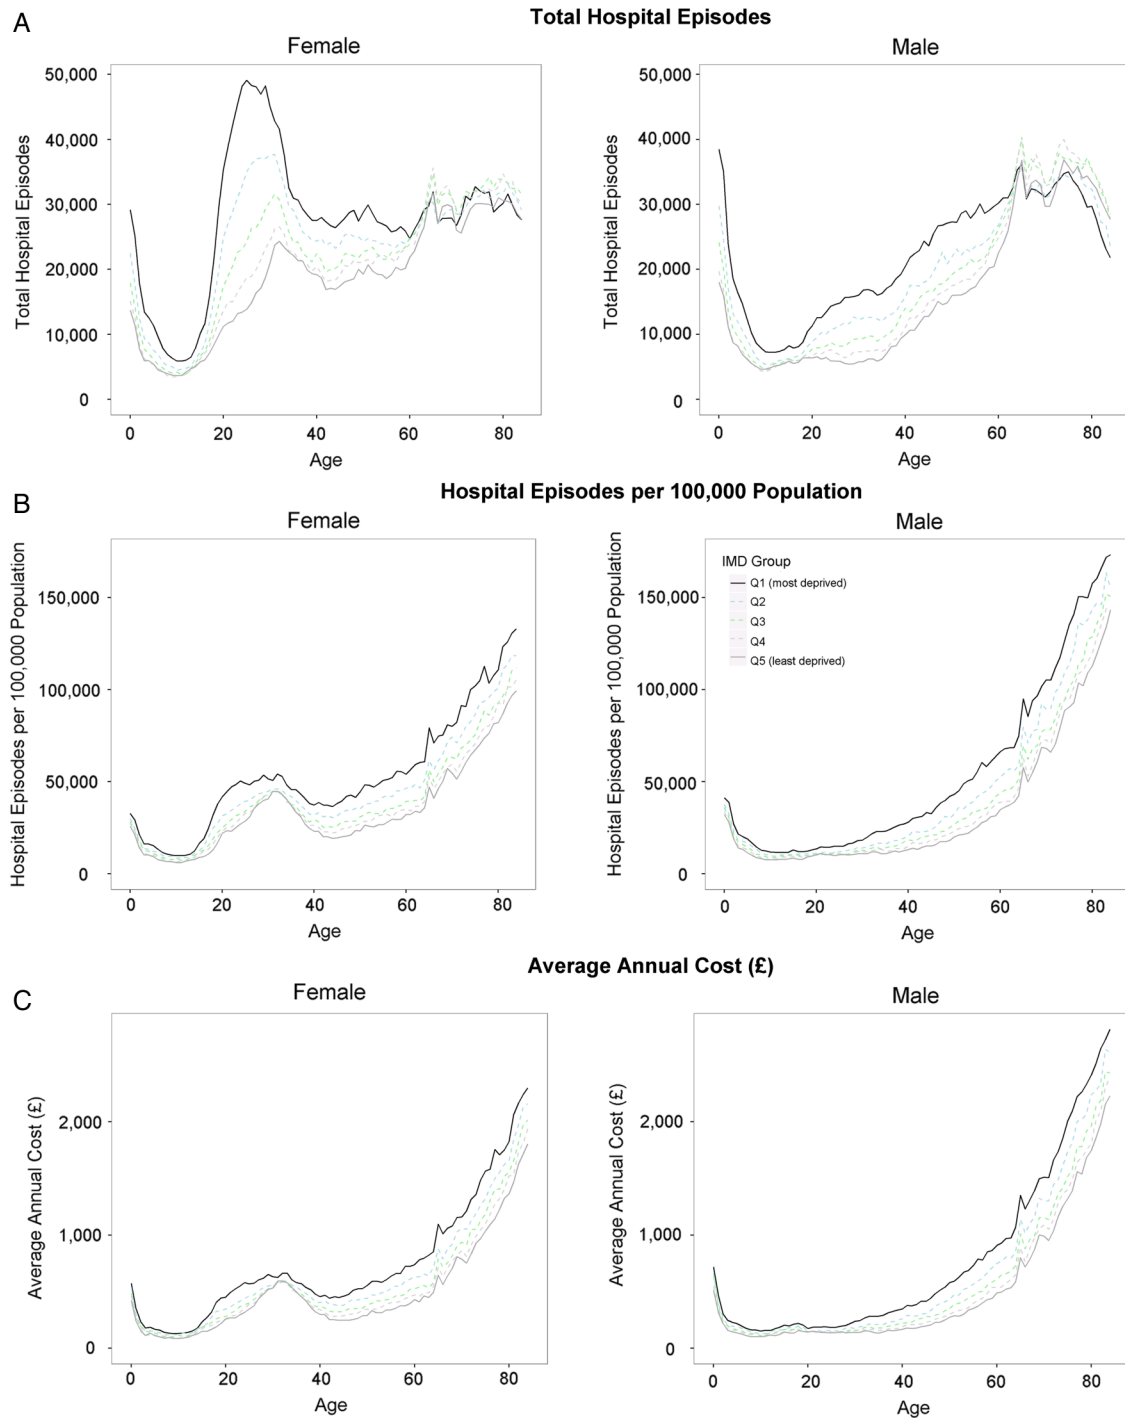 A
Total Hospital Episodes
Female
Male
Total Hospital Episodes
50,000
40,000
30,000
20,000
10,000
0
0 20 40 60 80
Age
Total Hospital Episodes
50,000
40,000
30,000
20,000
10,000
0
0 20 40 60 80
Age
B
Hospital Episodes per 100,000 Population
Female
Male
Hospital Episodes per 100,000 Population
150,000
100,000
50,000
0
0 20 40 60 80
Age
Hospital Episodes per 100,000 Population
150,000
100,000
50,000
0
IMD Group
Q1 (most deprived)
Q2
Q3
Q4
Q5 (least deprived)
0 20 40 60 80
Age
C
Average Annual Cost (£)
Female
Male
Average Annual Cost (£)
2,000
1,000
0
0 20 40 60 80
Age
Average Annual Cost (£)
2,000
1,000
0
0 20 40 60 80
Age